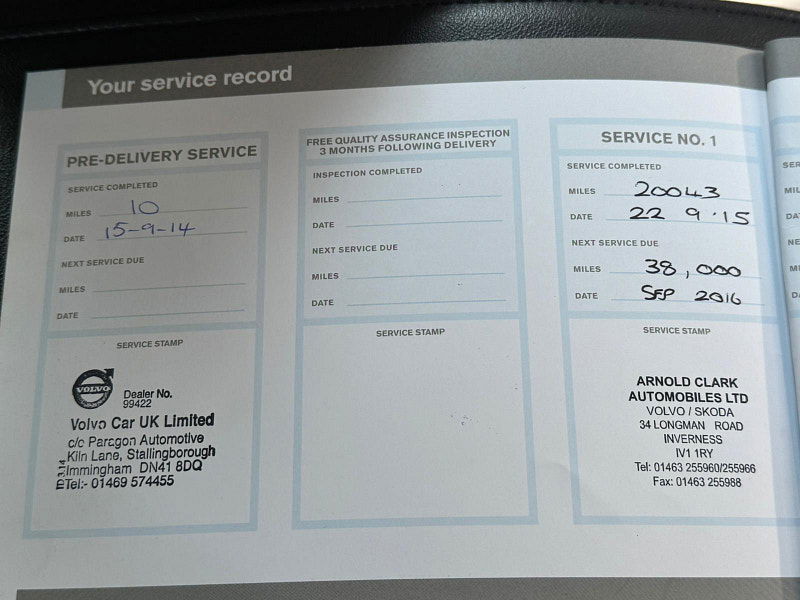 Your service record
PRE-DELIVERY SERVICE
SERVICE COMPLETED
MILES 10
DATE 15-9-14
NEXT SERVICE DUE
MILES
DATE
SERVICE STAMP
VOLVO
Dealer No.
99422
Volvo Car UK Limited
c/o Paragon Automotive
Kiln Lane, Stallingborough
Immingham DN41 8DQ
Tel:- 01469 574455
FREE QUALITY ASSURANCE INSPECTION
3 MONTHS FOLLOWING DELIVERY
INSPECTION COMPLETED
MILES
DATE
NEXT SERVICE DUE
MILES
DATE
SERVICE STAMP
SERVICE NO. 1
SERVICE COMPLETED
MILES 20043
DATE 22 9 ·15
NEXT SERVICE DUE
MILES 38,000
DATE SEP 2016
SERVICE STAMP
ARNOLD CLARK
AUTOMOBILES LTD
VOLVO / SKODA
34 LONGMAN ROAD
INVERNESS
IV1 1RY
Tel: 01463 255960/255966
Fax: 01463 255988